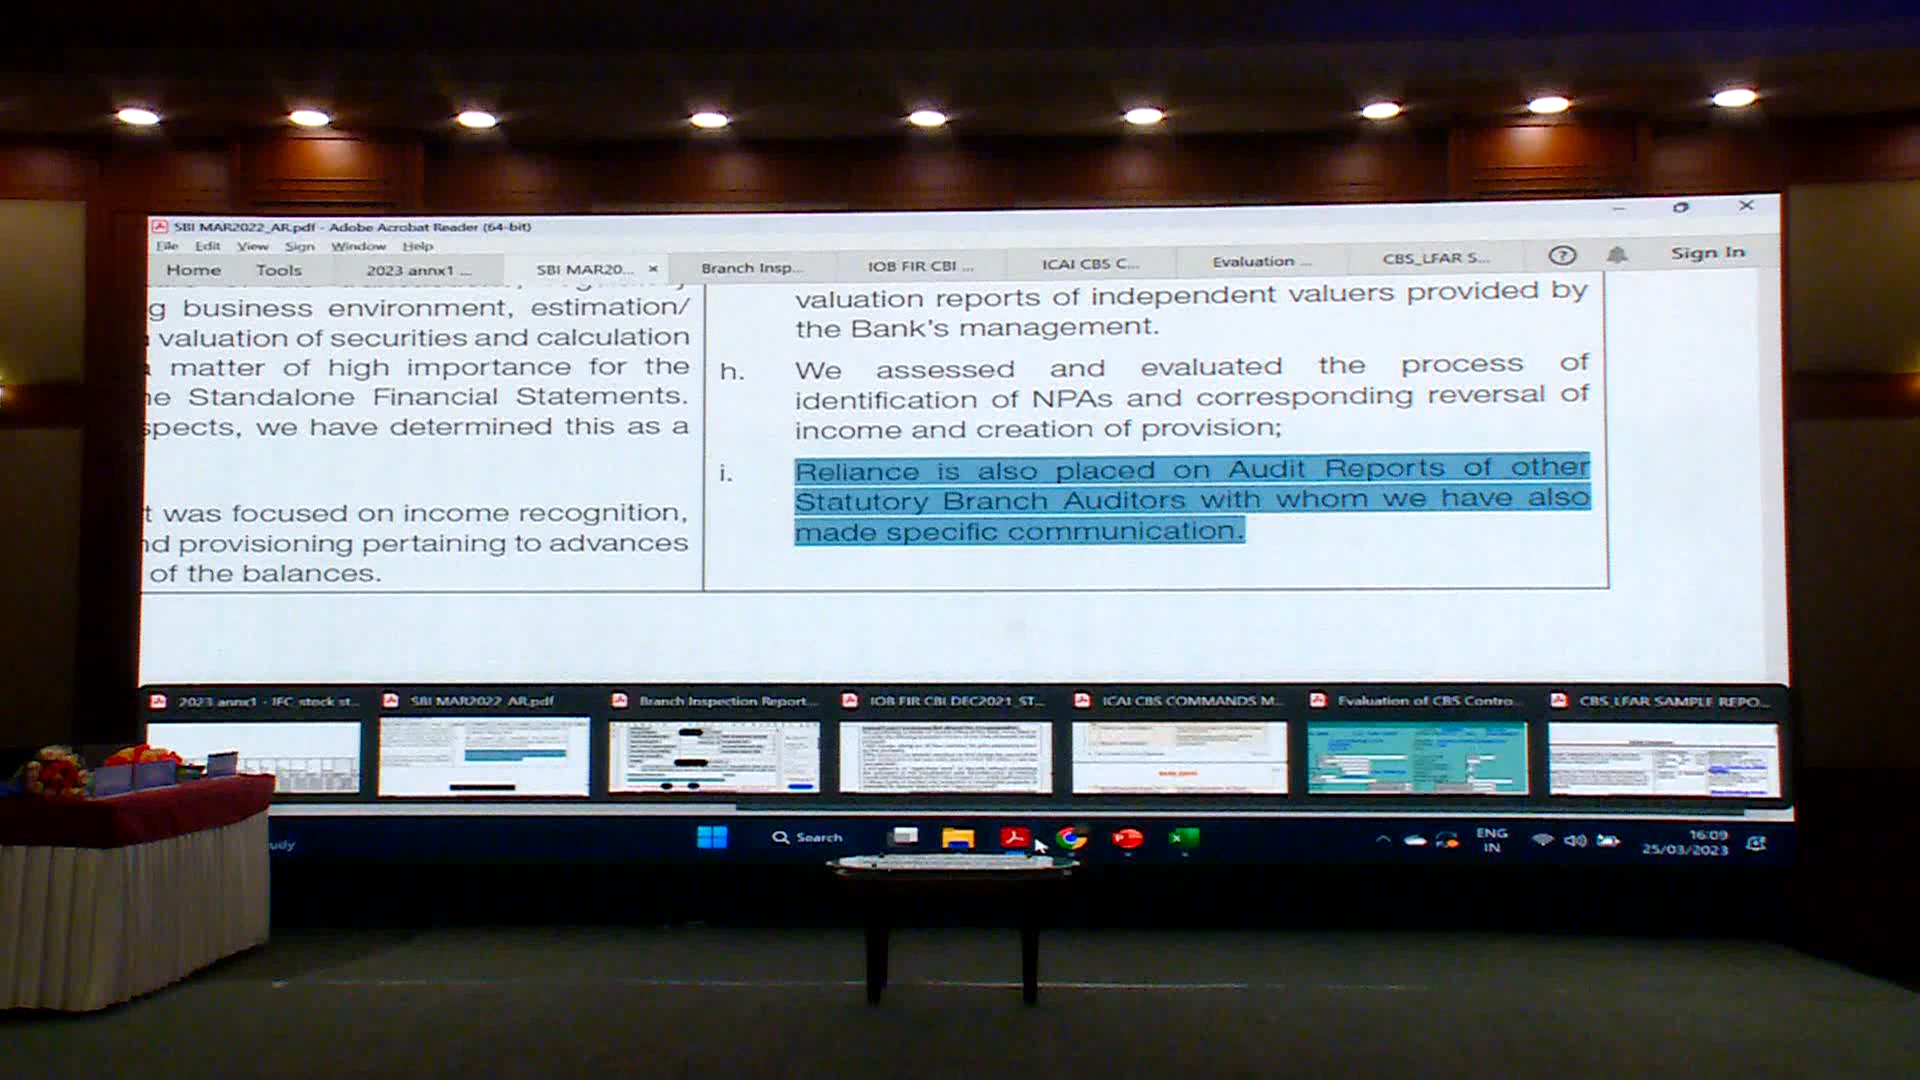 SBI MAR2022_AR.pdf - Adobe Acrobat Reader (64-bit)
File Edit View Sign Window Help
Home Tools 2023 annx1 ... SBI MAR20... × Branch Insp... IOB FIR CBI ... ICAI CBS C... Evaluation ... CBS_LFAR S... ? Sign In
g business environment, estimation/
valuation of securities and calculation
matter of high importance for the
Standalone Financial Statements.
spects, we have determined this as a
t was focused on income recognition,
nd provisioning pertaining to advances
of the balances.
valuation reports of independent valuers provided by
the Bank's management.
h. We assessed and evaluated the process of
identification of NPAs and corresponding reversal of
income and creation of provision;
i. Reliance is also placed on Audit Reports of other
Statutory Branch Auditors with whom we have also
made specific communication.
2023 annx1 - IFC stock st... SBI MAR2022_AR.pdf Branch Inspection Report... IOB FIR CBI DEC2021_ST... ICAI CBS COMMANDS M... Evaluation of CBS Contro... CBS_LFAR SAMPLE REPO...
udy
Search
ENG
IN
16:09
25/03/2023